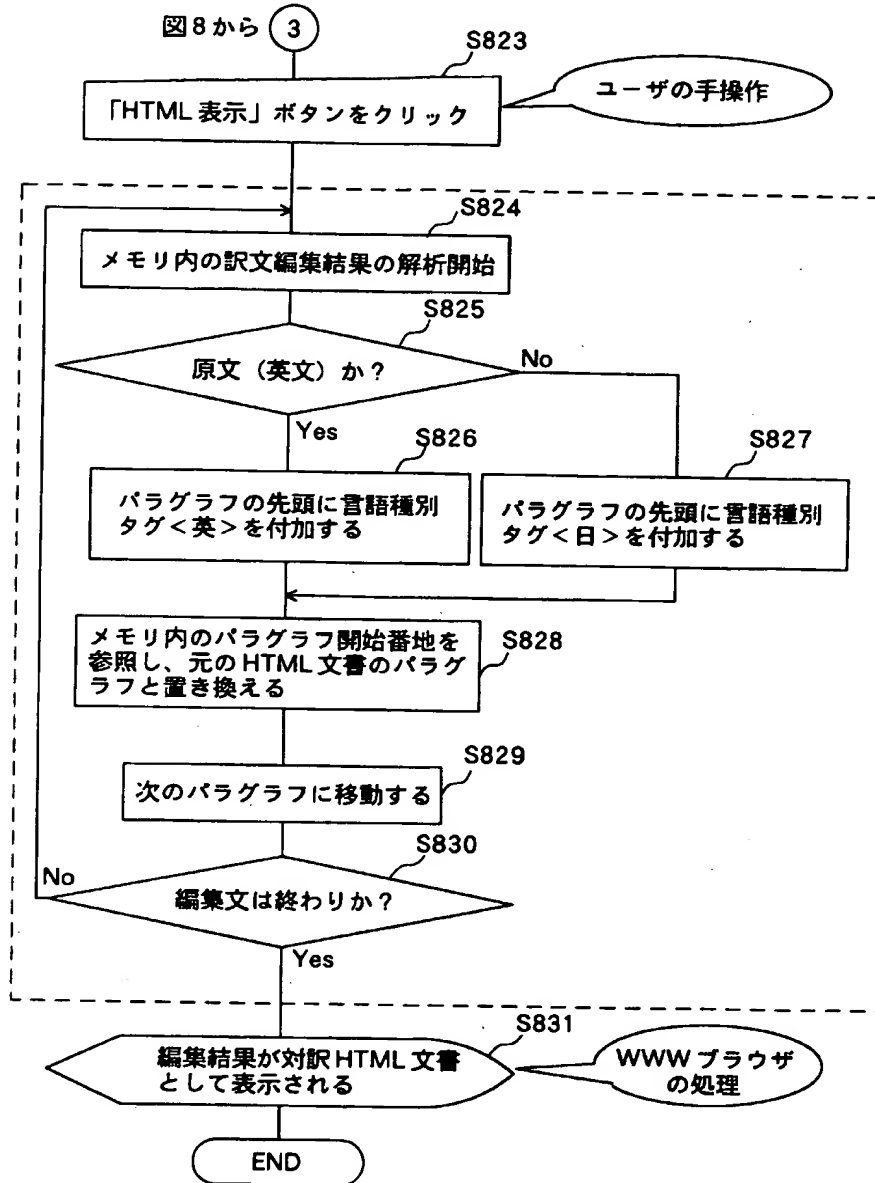 図8から 3
S823
「HTML 表示」ボタンをクリック
ユーザの手操作
S824
メモリ内の訳文編集結果の解析開始
S825
原文（英文）か？
No
Yes
S826
パラグラフの先頭に言語種別
タグ＜英＞を付加する
S827
パラグラフの先頭に言語種別
タグ＜日＞を付加する
メモリ内のパラグラフ開始番地を
参照し、元のHTML 文書のパラグ
ラフと置き換える
S828
S829
次のパラグラフに移動する
S830
No
編集文は終わりか？
Yes
S831
編集結果が対訳HTML 文書
として表示される
WWW ブラウザ
の処理
END